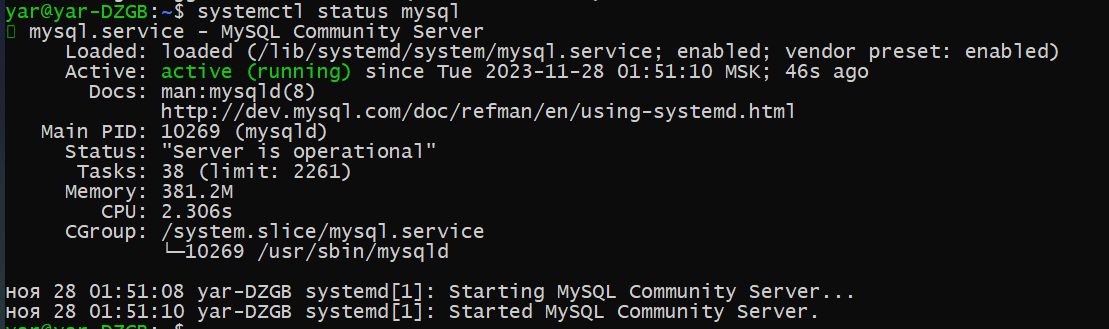 yar@yar-DZGB:~$ systemctl status mysql
mysql.service - MySQL Community Server
Loaded: loaded (/lib/systemd/system/mysql.service; enabled; vendor preset: enabled)
Active: active (running) since Tue 2023-11-28 01:51:10 MSK; 46s ago
Docs: man:mysqld(8)
http://dev.mysql.com/doc/refman/en/using-systemd.html
Main PID: 10269 (mysqld)
Status: "Server is operational"
Tasks: 38 (limit: 2261)
Memory: 381.2M
CPU: 2.306s
CGroup: /system.slice/mysql.service
└─10269 /usr/sbin/mysqld
ноя 28 01:51:08 yar-DZGB systemd[1]: Starting MySQL Community Server...
ноя 28 01:51:10 yar-DZGB systemd[1]: Started MySQL Community Server.
yar@yar-DZGB:~$